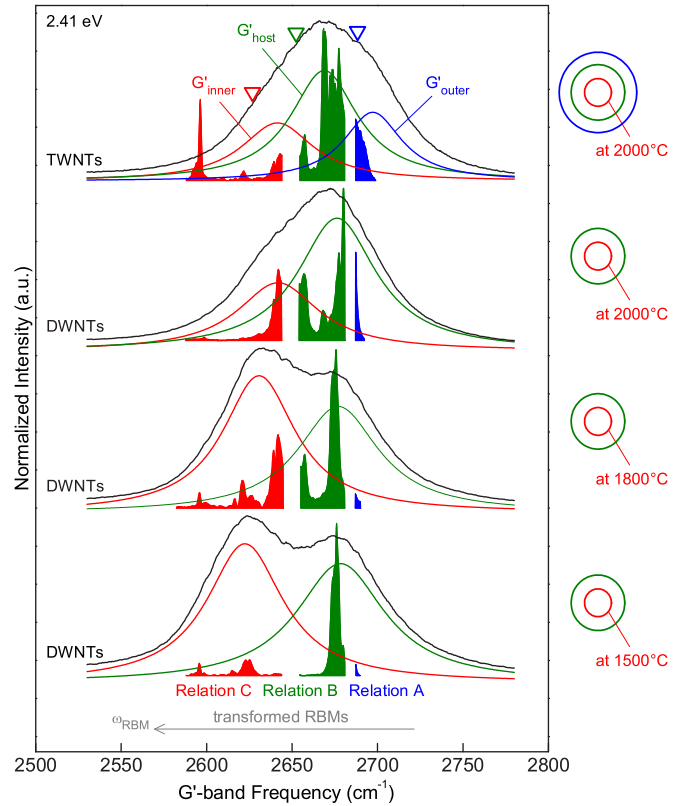 2.41 eV
G'host
G'inner
G'outer
TWNTs
at 2000°C
DWNTs
at 2000°C
DWNTs
at 1800°C
DWNTs
at 1500°C
Relation C Relation B Relation A
ωRBM transformed RBMs
2500 2550 2600 2650 2700 2750 2800
G'-band Frequency (cm-1)
Normalized Intensity (a.u.)